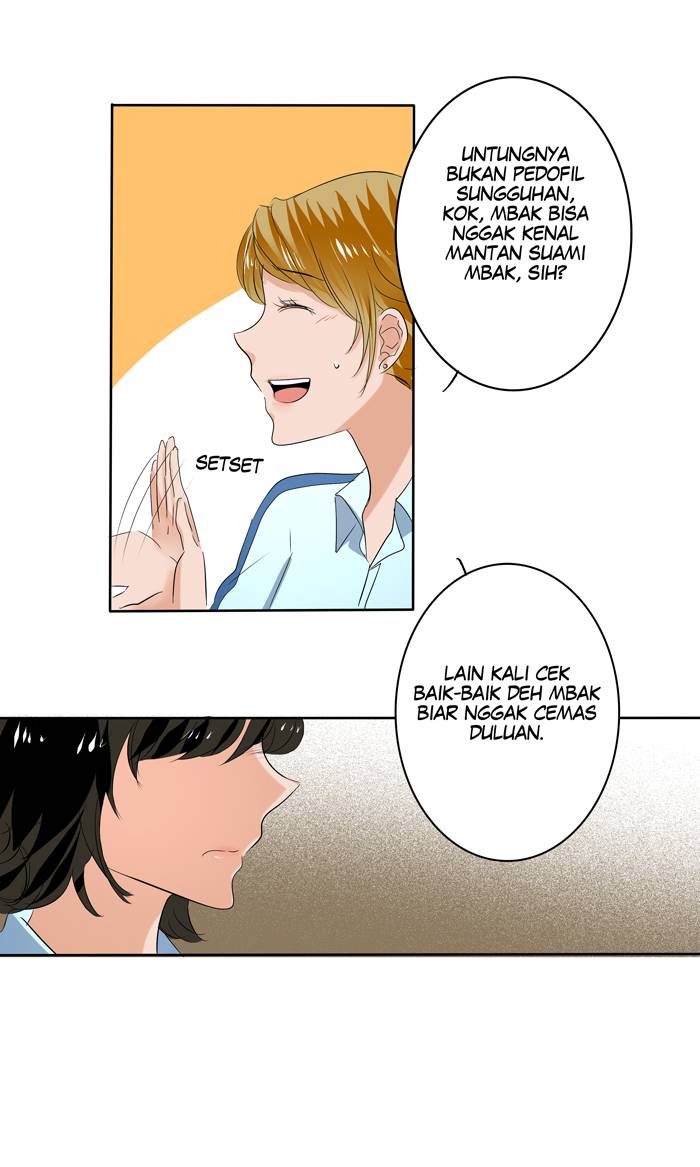 UNTUNGNYA
BUKAN PEDOFIL
SUNGGUHAN,
KOK, MBAK BISA
NGGAK KENAL
MANTAN SUAMI
MBAK, SIH?
SETSET
LAIN KALI CEK
BAIK-BAIK DEH MBAK
BIAR NGGAK CEMAS
DULUAN.